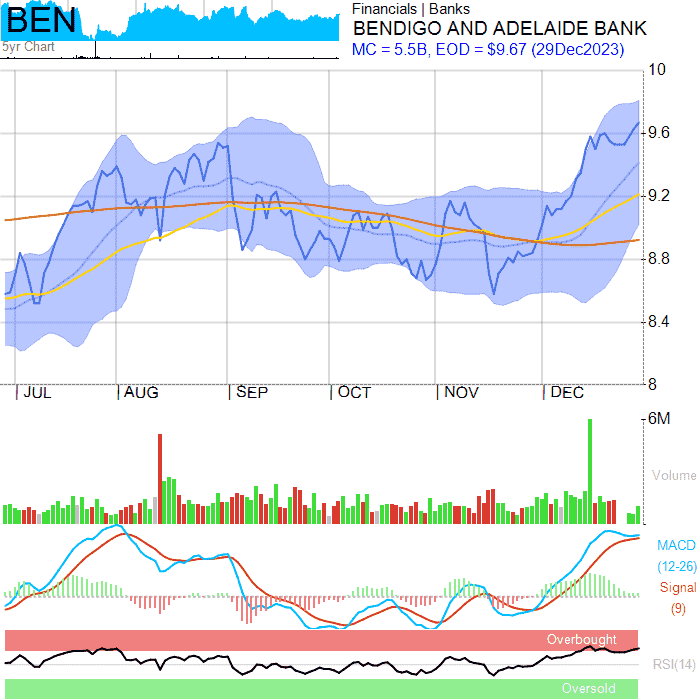 BEN
5yr Chart
Financials | Banks
BENDIGO AND ADELAIDE BANK
MC = 5.5B, EOD = $9.67 (29Dec2023)
10
9.6
9.2
8.8
8.4
8
JUL AUG SEP OCT NOV DEC
6M
Volume
MACD
(12-26)
Signal
(9)
Overbought
RSI(14)
Oversold